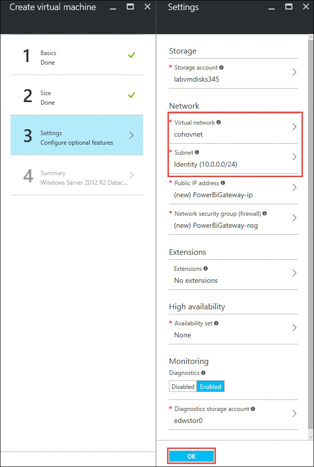 Create virtual machine
1
Basics
Done
2
Size
Done
3
Settings
Configure optional features
4
Summary
Windows Server 2012 R2 Datac...
Settings
Storage
* Storage account
labvmdisks345
Network
* Virtual network
cohovnet
* Subnet
Identity (10.0.0.0/24)
* Public IP address
(new) PowerBiGateway-ip
* Network security group (firewall)
(new) PowerBiGateway-nsg
Extensions
Extensions
No extensions
High availability
* Availability set
None
Monitoring
Diagnostics
Disabled Enabled
* Diagnostics storage account
edwstor0
OK